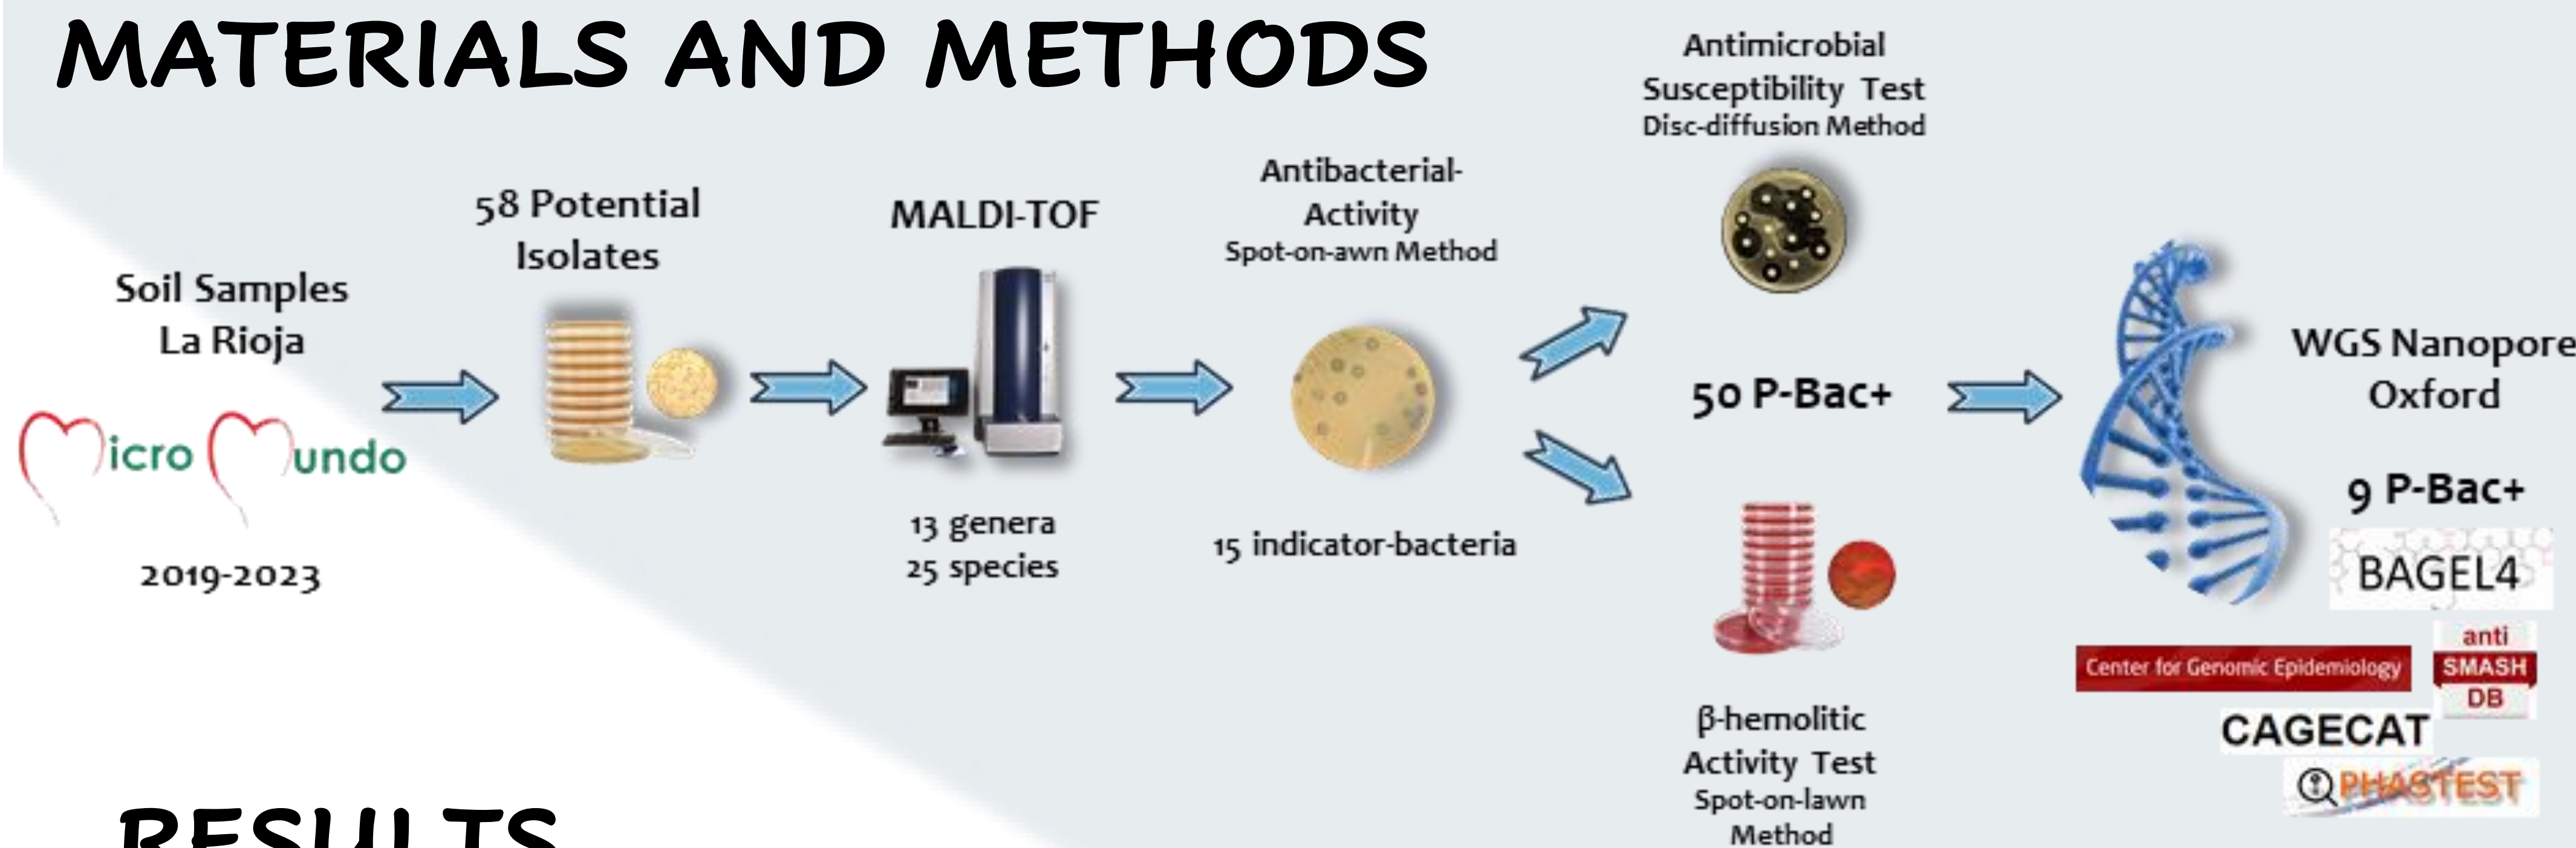 MATERIALS AND METHODS
Soil Samples
La Rioja
Micro Mundo
2019-2023
58 Potential
Isolates
MALDI-TOF
13 genera
25 species
Antibacterial-
Activity
Spot-on-awn Method
15 indicator-bacteria
Antimicrobial
Susceptibility Test
Disc-diffusion Method
50 P-Bac+
β-hemolitic
Activity Test
Spot-on-lawn
Method
WGS Nanopore
Oxford
9 P-Bac+
BAGEL4
Center for Genomic Epidemiology
anti
SMASH
DB
CAGECAT
PHASTEST
RESULTS